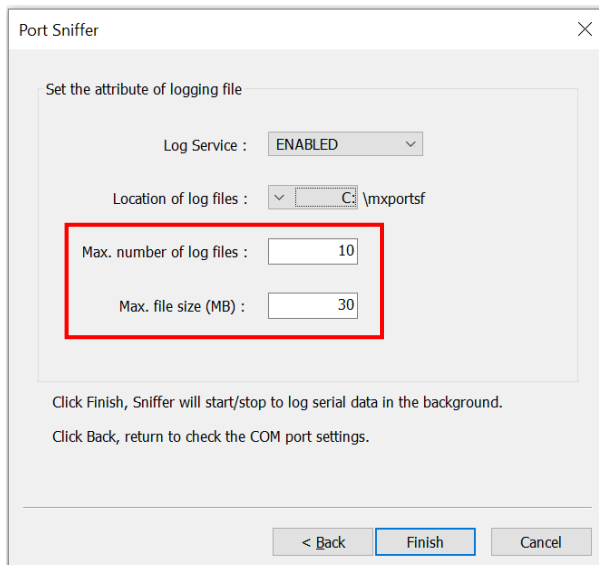 Port Sniffer
Set the attribute of logging file
Log Service : ENABLED
Location of log files : C: \mxportsf
Max. number of log files : 10
Max. file size (MB) : 30
Click Finish, Sniffer will start/stop to log serial data in the background.
Click Back, return to check the COM port settings.
< Back Finish Cancel